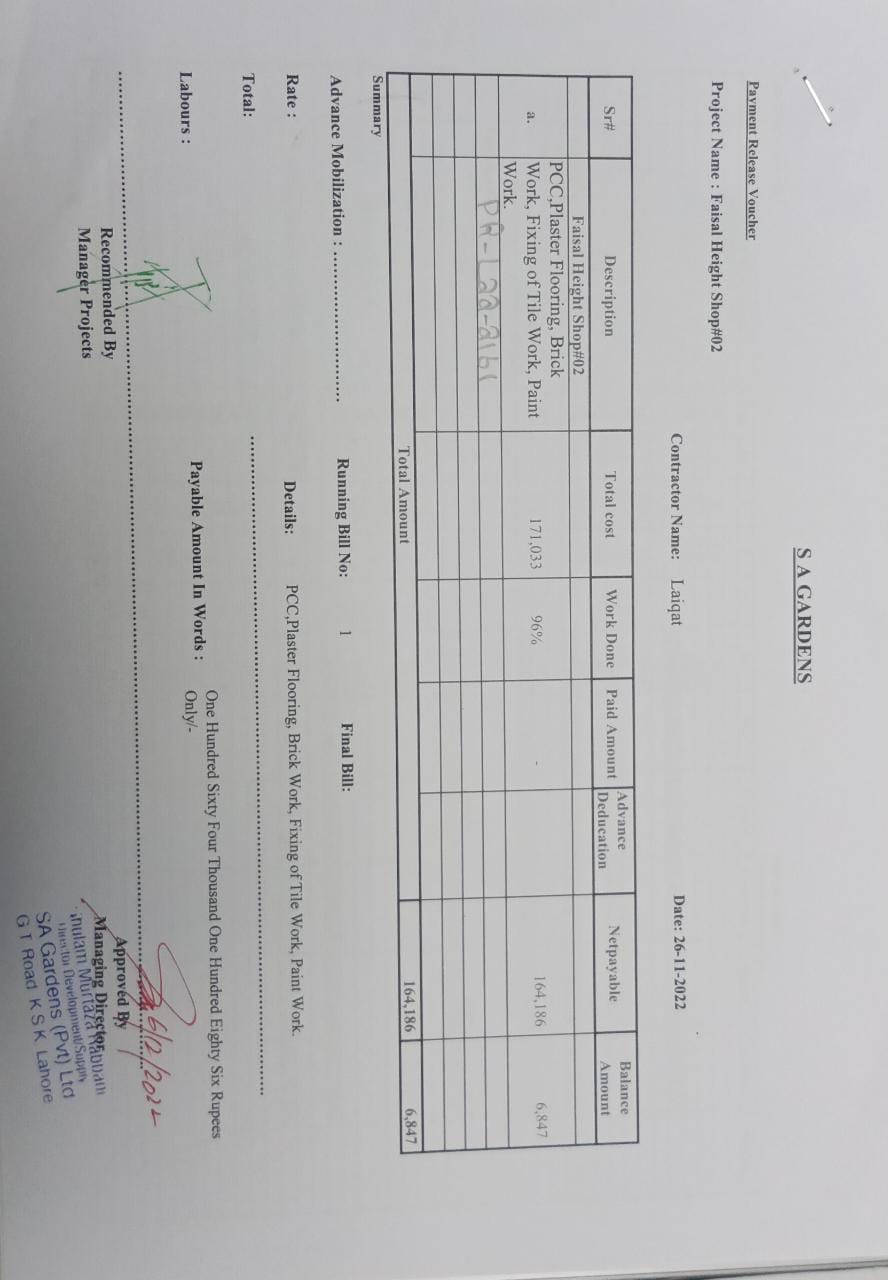 S A GARDENS
Payment Release Voucher
Project Name : Faisal Height Shop#02
Contractor Name: Laiqat
Date: 26-11-2022
Sr# Description Total cost Work Done Paid Amount Advance Deducation Netpayable Balance Amount
Faisal Height Shop#02
a. PCC,Plaster Flooring, Brick Work, Fixing of Tile Work, Paint Work. 171,033 96% - 164,186 6,847
Total Amount 164,186 6,847
Summary
Advance Mobilization : ........................ Running Bill No: 1 Final Bill:
Rate : Details: PCC,Plaster Flooring, Brick Work, Fixing of Tile Work, Paint Work.
Total:
Labours : Payable Amount In Words : One Hundred Sixty Four Thousand One Hundred Eighty Six Rupees
Only/-
6/12/2022
Recommended By
Manager Projects
Approved By
Managing Director
Murtaza Rabbani
Director Development/Supply
SA Gardens (Pvt) Ltd
G T Road K S K Lahore